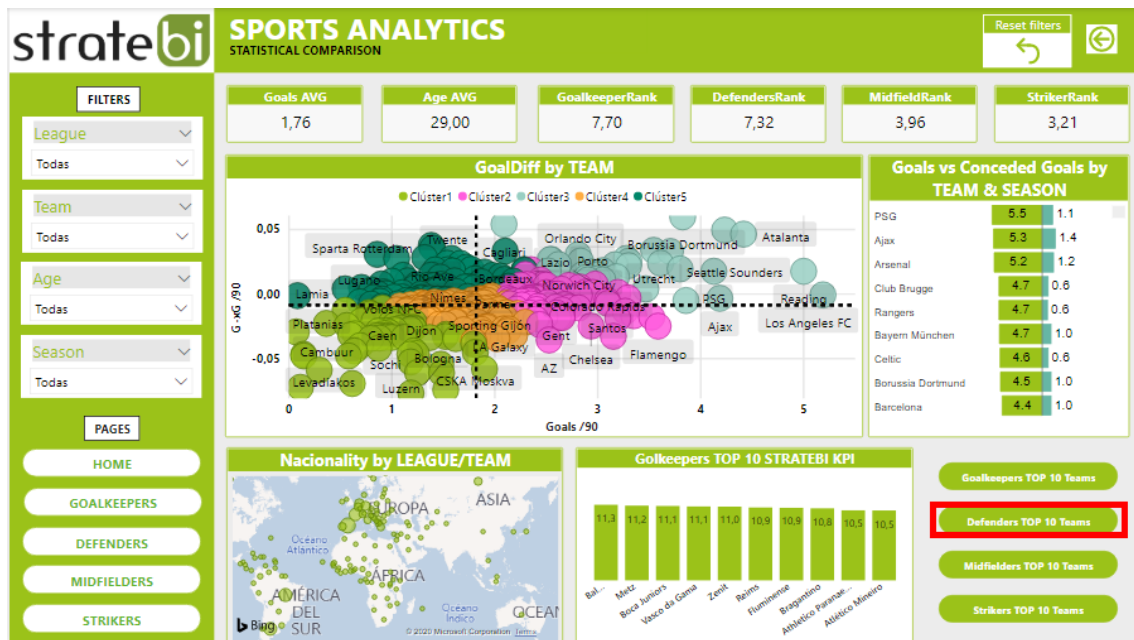 stratebi
SPORTS ANALYTICS
STATISTICAL COMPARISON
Reset filters
FILTERS
League
Todas
Team
Todas
Age
Todas
Season
Todas
PAGES
HOME
GOALKEEPERS
DEFENDERS
MIDFIELDERS
STRIKERS
Goals AVG
1,76
Age AVG
29,00
GoalkeeperRank
7,70
DefendersRank
7,32
MidfieldRank
3,96
StrikerRank
3,21
GoalDiff by TEAM
Clúster1 Clúster2 Clúster3 Clúster4 Clúster5
G -xG /90
0,05
0,00
-0,05
Twente
Orlando City
Atalanta
Sparta Rotterdam
Borussia Dortmund
Cagliari
Lazio
Porto
Lugano
Rio Ave
Bordeaux
Norwich City
Utrecht
Seattle Sounders
Lamia
Nimes
PSG
Reading
Volos NFC
Colorado Rapids
Platanias
Caen
Dijon
Sporting Gijón
Gent
Santos
Ajax
Los Angeles FC
Cambuur
Sochi
Bologna
A Galaxy
AZ
Chelsea
Flamengo
Levadiakos
Luzern
CSKA Moskva
0 1 2 3 4 5
Goals /90
Goals vs Conceded Goals by
TEAM & SEASON
PSG 5.5 1.1
Ajax 5.3 1.4
Arsenal 5.2 1.2
Club Brugge 4.7 0.6
Rangers 4.7 0.6
Bayern München 4.7 1.0
Celtic 4.6 0.6
Borussia Dortmund 4.5 1.0
Barcelona 4.4 1.0
Nacionality by LEAGUE/TEAM
EUROPA
ASIA
Océano
Atlántico
ÁFRICA
AMÉRICA
DEL
SUR
Océano
Índico
OCEAN
Bing
© 2020 Microsoft Corporation Terms
Golkeepers TOP 10 STRATEBI KPI
11,3 11,2 11,1 11,1 11,0 10,9 10,9 10,8 10,5 10,5
Bal...
Metz
Boca Juniors
Vasco da Gama
Zenit
Reims
Fluminense
Bragantino
Athletico Paranae...
Atlético Mineiro
Goalkeepers TOP 10 Teams
Defenders TOP 10 Teams
Midfielders TOP 10 Teams
Strikers TOP 10 Teams